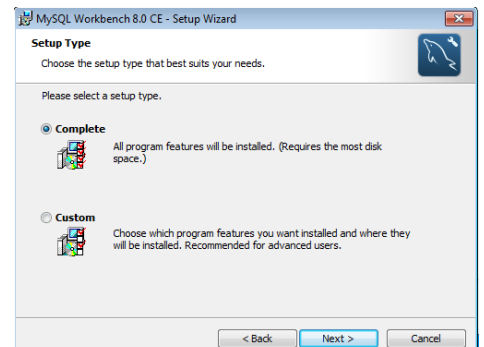 MySQL Workbench 8.0 CE - Setup Wizard
Setup Type
Choose the setup type that best suits your needs.
Please select a setup type.
Complete
All program features will be installed. (Requires the most disk
space.)
Custom
Choose which program features you want installed and where they
will be installed. Recommended for advanced users.
< Back Next > Cancel